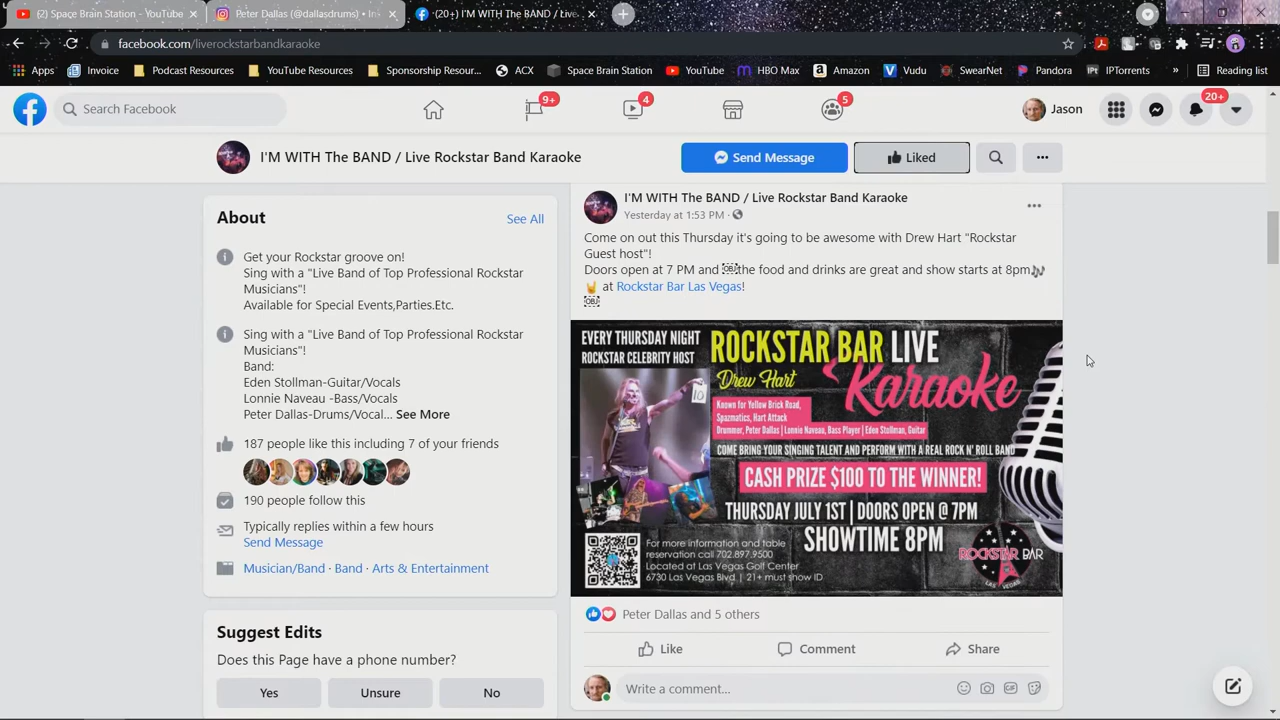 (2) Space Brain Station - YouTube
Peter Dallas (@dallasdrums) • In
(20+) I'M WITH The BAND / Live
facebook.com/liverockstarbandkaraoke
Apps
Invoice
Podcast Resources
YouTube Resources
Sponsorship Resour...
ACX
Space Brain Station
YouTube
HBO Max
Amazon
Vudu
SwearNet
Pandora
IPTorrents
»
Reading list
Search Facebook
9+
4
5
Jason
20+
I'M WITH The BAND / Live Rockstar Band Karaoke
Send Message
Liked
About
See All
Get your Rockstar groove on!
Sing with a "Live Band of Top Professional Rockstar
Musicians"!
Available for Special Events,Parties.Etc.
Sing with a "Live Band of Top Professional Rockstar
Musicians"!
Band:
Eden Stollman-Guitar/Vocals
Lonnie Naveau -Bass/Vocals
Peter Dallas-Drums/Vocal... See More
187 people like this including 7 of your friends
190 people follow this
Typically replies within a few hours
Send Message
Musician/Band · Band · Arts & Entertainment
Suggest Edits
Does this Page have a phone number?
Yes
Unsure
No
I'M WITH The BAND / Live Rockstar Band Karaoke
Yesterday at 1:53 PM ·
Come on out this Thursday it's going to be awesome with Drew Hart "Rockstar
Guest host"!
Doors open at 7 PM and OBJ the food and drinks are great and show starts at 8pm🎶
🤘 at Rockstar Bar Las Vegas!
OBJ
EVERY THURSDAY NIGHT
ROCKSTAR CELEBRITY HOST
10
ROCKSTAR BAR LIVE
Drew Hart
Karaoke
Known for Yellow Brick Road,
Spazmatics, Hart Attack
Drummer, Peter Dallas | Lonnie Naveau, Bass Player | Eden Stollman, Guitar
COME BRING YOUR SINGING TALENT AND PERFORM WITH A REAL ROCK N' ROLL BAND
CASH PRIZE $100 TO THE WINNER!
THURSDAY JULY 1ST | DOORS OPEN @ 7PM
SHOWTIME 8PM
For more information and table
reservation call 702.897.9500
Located at Las Vegas Golf Center
6730 Las Vegas Blvd | 21+ must show ID
ROCKSTAR BAR
LAS VEGAS
Peter Dallas and 5 others
Like
Comment
Share
Write a comment...
GIF